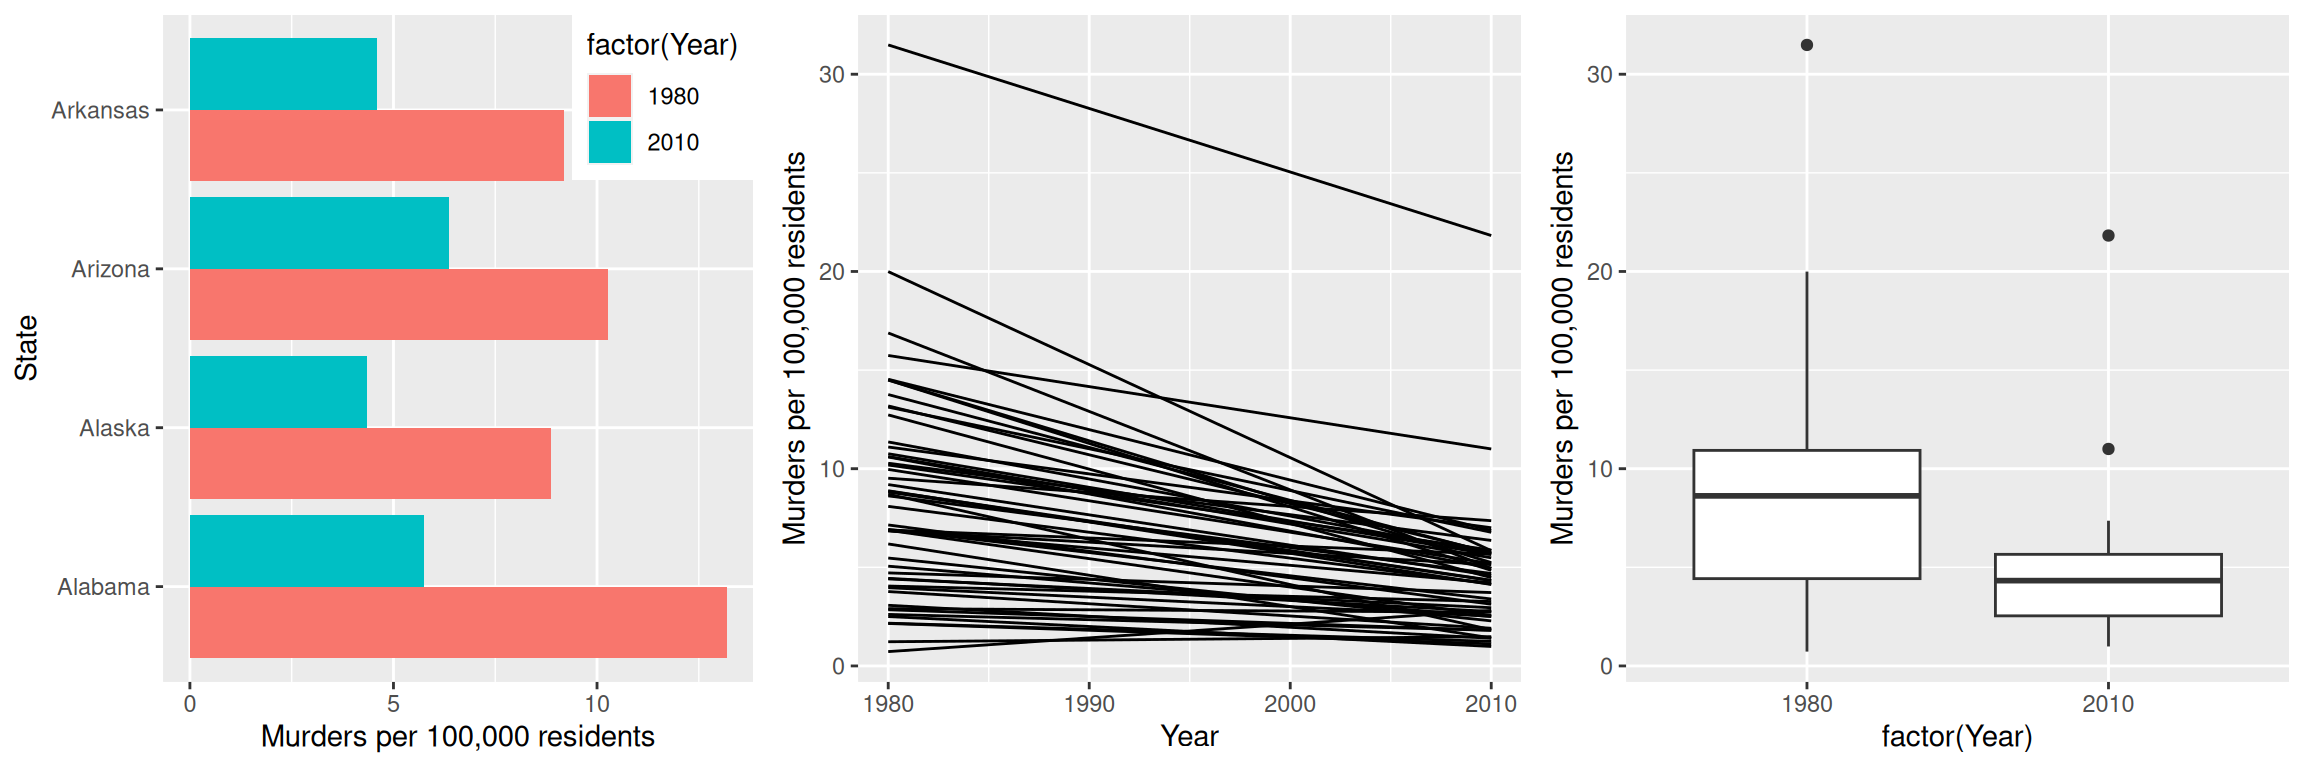 State
Arkansas
Arizona
Alaska
Alabama
0 5 10
Murders per 100,000 residents
factor(Year)
1980
2010
Murders per 100,000 residents
30
20
10
0
1980 1990 2000 2010
Year
Murders per 100,000 residents
30
20
10
0
1980 2010
factor(Year)